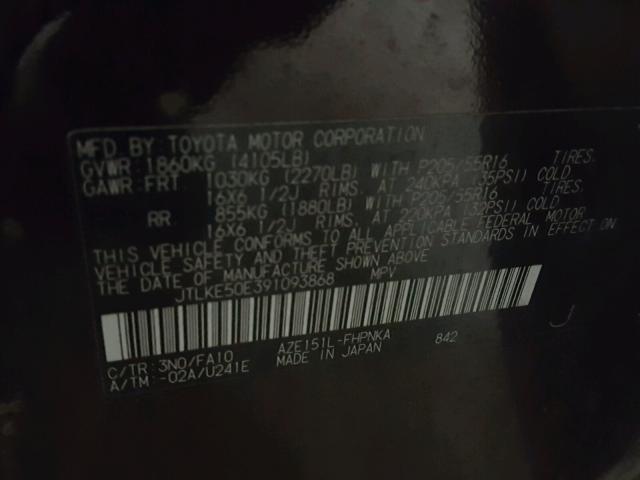 MFD BY TOYOTA MOTOR CORPORATION
GVWR 1860KG (4105LB)
GAWR FRT 1030KG (2270LB) WITH P205/55R16 TIRES,
16X6 1/2J RIMS, AT 240KPA (35PSI) COLD
RR 855KG (1880LB) WITH P205/55R16 TIRES,
16X6 1/2J RIMS, AT 220KPA (32PSI) COLD
THIS VEHICLE CONFORMS TO ALL APPLICABLE FEDERAL MOTOR
VEHICLE SAFETY AND THEFT PREVENTION STANDARDS IN EFFECT ON
THE DATE OF MANUFACTURE SHOWN ABOVE
JTLKE50E391093868 MPV
C/TR: 3N0/FA10 AZE151L-FHPNKA 842
A/TM: -02A/U241E MADE IN JAPAN
J